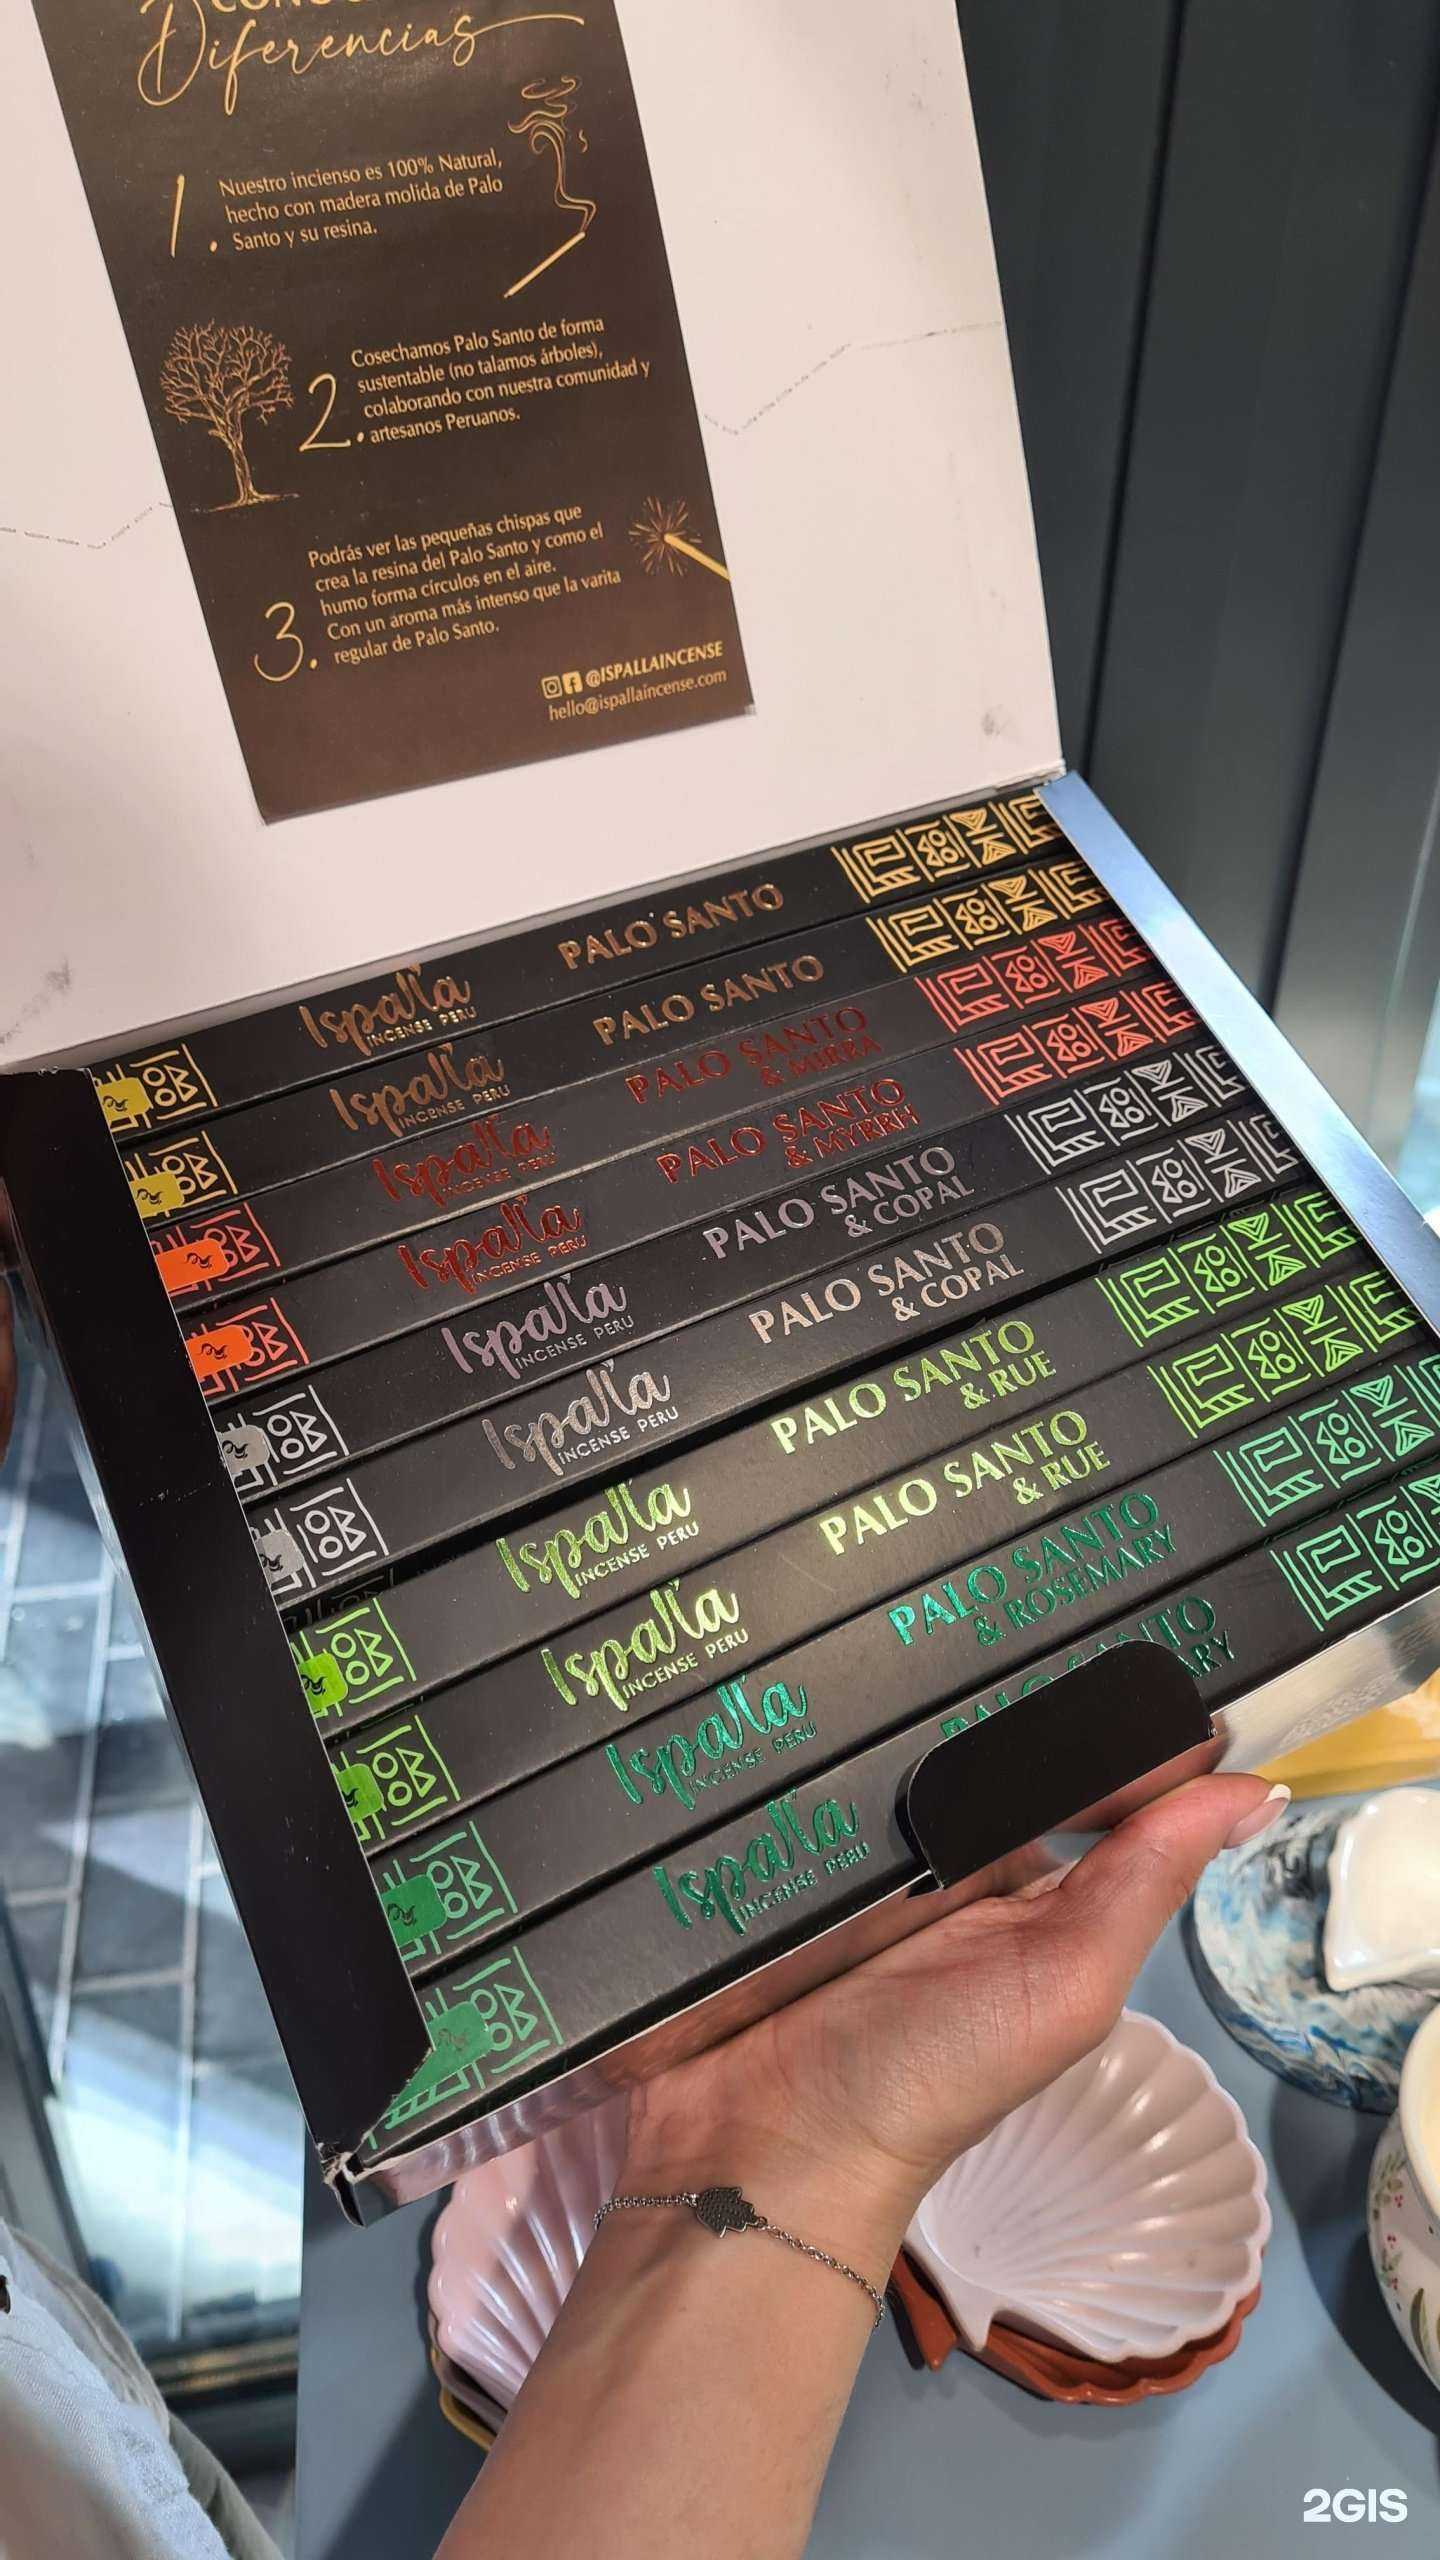 Diferencias
1. Nuestro incienso es 100% Natural,
hecho con madera molida de Palo
Santo y su resina.
2. Cosechamos Palo Santo de forma
sustentable (no talamos árboles),
colaborando con nuestra comunidad y
artesanos Peruanos.
3. Podrás ver las pequeñas chispas que
crea la resina del Palo Santo y como el
humo forma círculos en el aire.
Con un aroma más intenso que la varita
regular de Palo Santo.
@ISPALLAINCENSE
hello@ispallaincense.com
Ispalla INCENSE PERU PALO SANTO
Ispalla INCENSE PERU PALO SANTO
Ispalla INCENSE PERU PALO SANTO & MIRRA
Ispalla INCENSE PERU PALO SANTO & MYRRH
Ispalla INCENSE PERU PALO SANTO & COPAL
Ispalla INCENSE PERU PALO SANTO & COPAL
Ispalla INCENSE PERU PALO SANTO & RUE
Ispalla INCENSE PERU PALO SANTO & RUE
Ispalla INCENSE PERU PALO SANTO & ROSEMARY
Ispalla INCENSE PERU PALO SANTO
2GIS